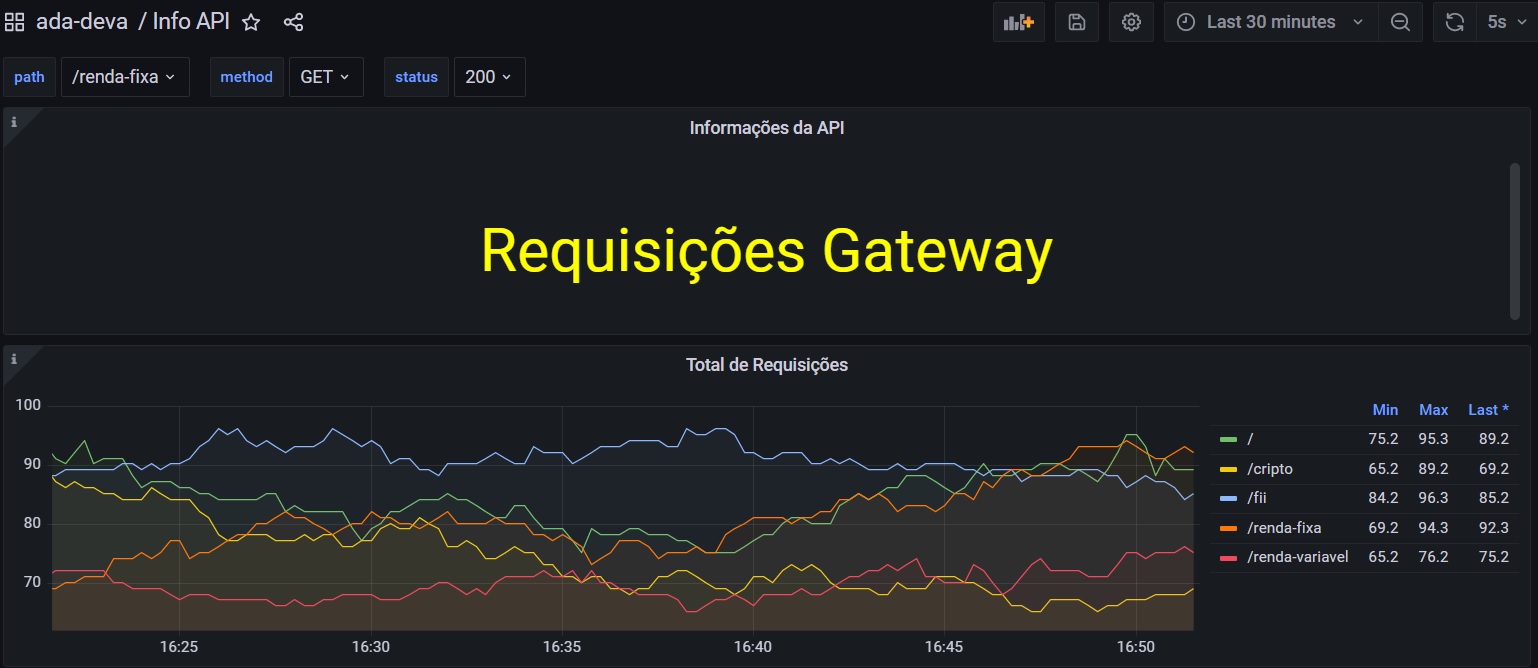 ada-deva / Info API Last 30 minutes 5s
path /renda-fixa method GET status 200
i
Informações da API
Requisições Gateway
i
Total de Requisições
100
90
80
70
16:25 16:30 16:35 16:40 16:45 16:50
Min Max Last *
/ 75.2 95.3 89.2
/cripto 65.2 89.2 69.2
/fii 84.2 96.3 85.2
/renda-fixa 69.2 94.3 92.3
/renda-variavel 65.2 76.2 75.2